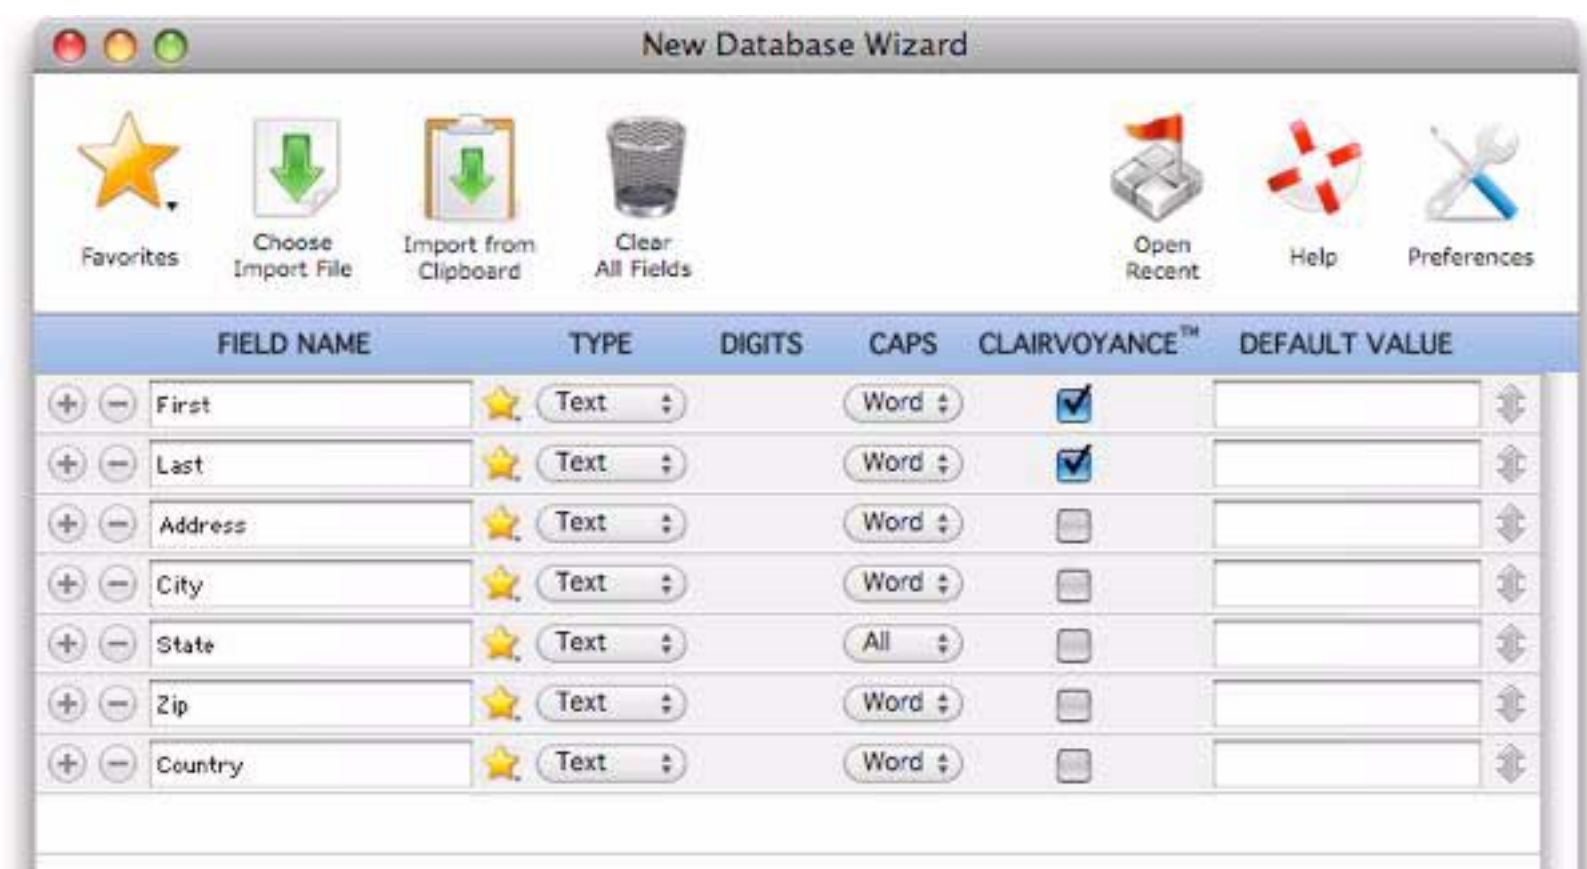 New Database Wizard
Favorites
Choose
Import File
Import from
Clipboard
Clear
All Fields
Open
Recent
Help
Preferences
FIELD NAME TYPE DIGITS CAPS CLAIRVOYANCE™ DEFAULT VALUE
First Text Word
Last Text Word
Address Text Word
City Text Word
State Text All
Zip Text Word
Country Text Word